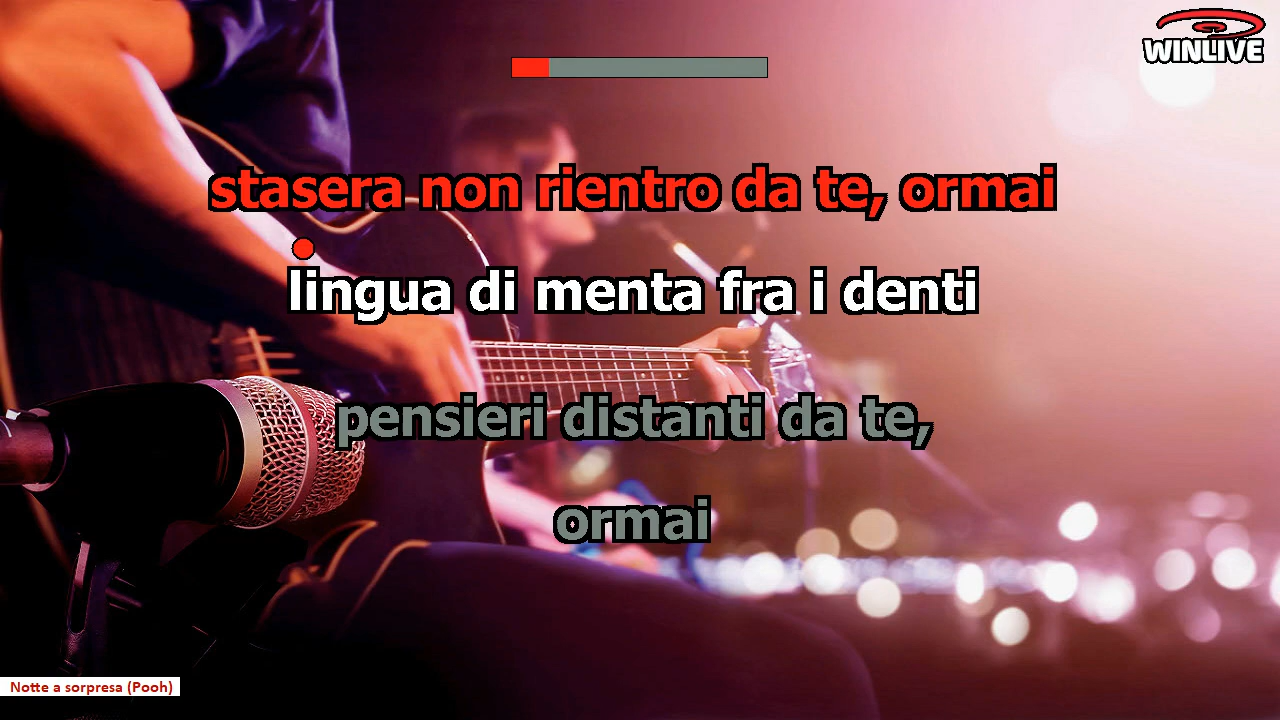 WINLIVE
stasera non rientro da te, ormai
lingua di menta fra i denti
pensieri distanti da te,
ormai
Notte a sorpresa (Pooh)